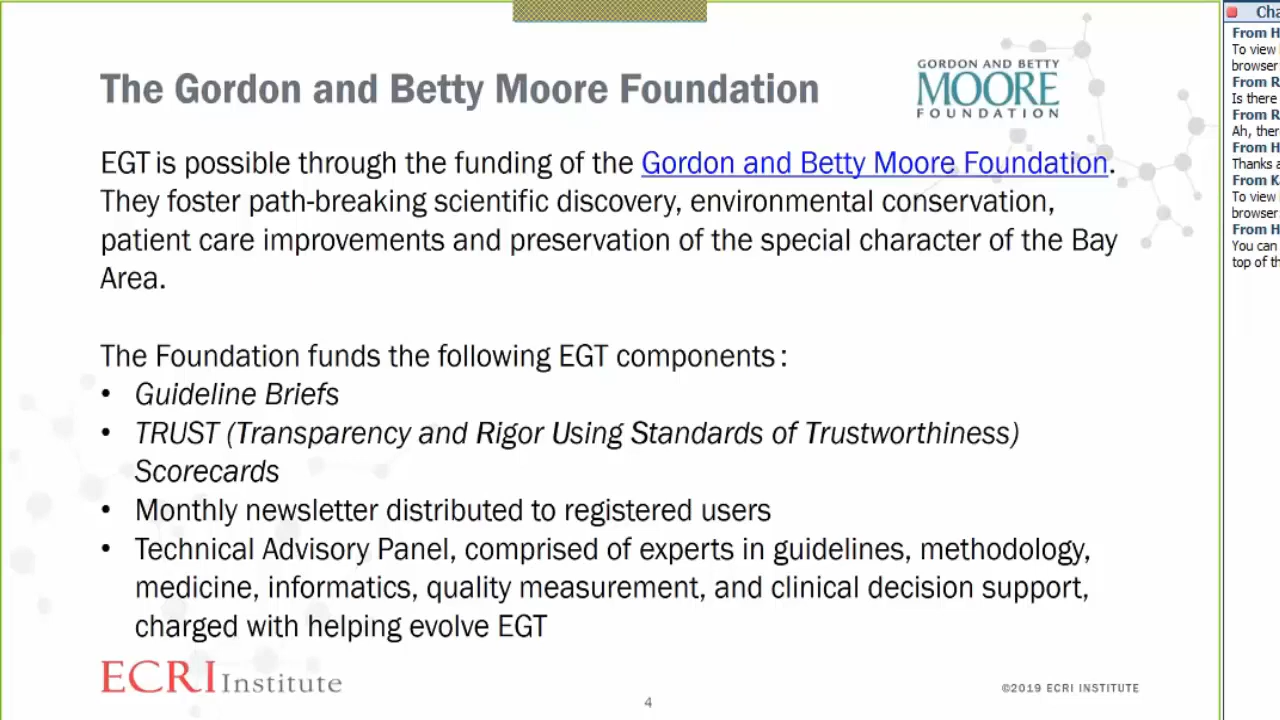 The Gordon and Betty Moore Foundation
GORDON AND BETTY
MOORE
FOUNDATION
EGT is possible through the funding of the Gordon and Betty Moore Foundation.
They foster path-breaking scientific discovery, environmental conservation,
patient care improvements and preservation of the special character of the Bay
Area.
The Foundation funds the following EGT components:
• Guideline Briefs
• TRUST (Transparency and Rigor Using Standards of Trustworthiness)
Scorecards
• Monthly newsletter distributed to registered users
• Technical Advisory Panel, comprised of experts in guidelines, methodology,
medicine, informatics, quality measurement, and clinical decision support,
charged with helping evolve EGT
ECRI Institute
4
©2019 ECRI INSTITUTE
Cha
From H
To view
browser
From R
Is there
From R
Ah, ther
From H
Thanks a
From K
To view
browser
From H
You can
top of th